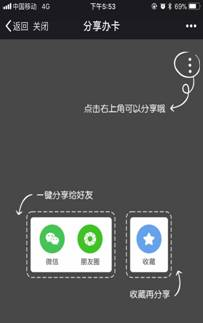 中国移动 4G 下午5:53 69%
返回 关闭 分享办卡
点击右上角可以分享哦
一键分享给好友
微信 朋友圈 收藏
收藏再分享